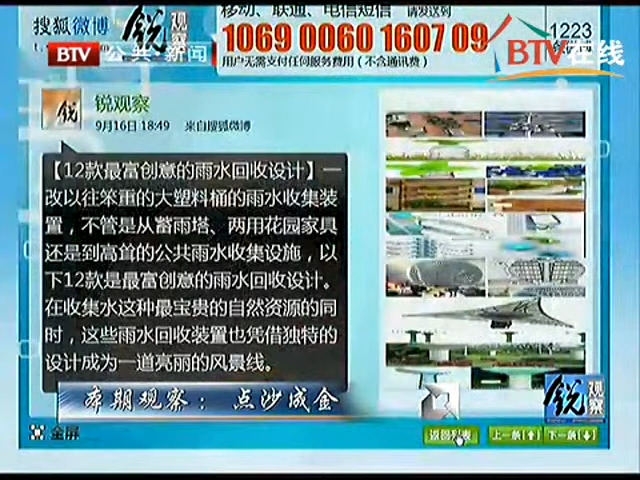 搜狐微博
锐观察
移动、联通、电信短信 请发送到
1069 0060 1607 09
用户无需支付任何服务费用（不含通讯费）
1223
BTV 公共·新闻
BTV在线
锐观察
9月16日 18:49 来自搜狐微博
【12款最富创意的雨水回收设计】一
改以往笨重的大塑料桶的雨水收集装
置，不管是从蓄雨塔、两用花园家具
还是到高耸的公共雨水收集设施，以
下12款是最富创意的雨水回收设计。
在收集水这种最宝贵的自然资源的同
时，这些雨水回收装置也凭借独特的
设计成为一道亮丽的风景线。
本期观察：点沙成金
锐观察
全屏
返回列表
上一条(↑)
下一条(↓)